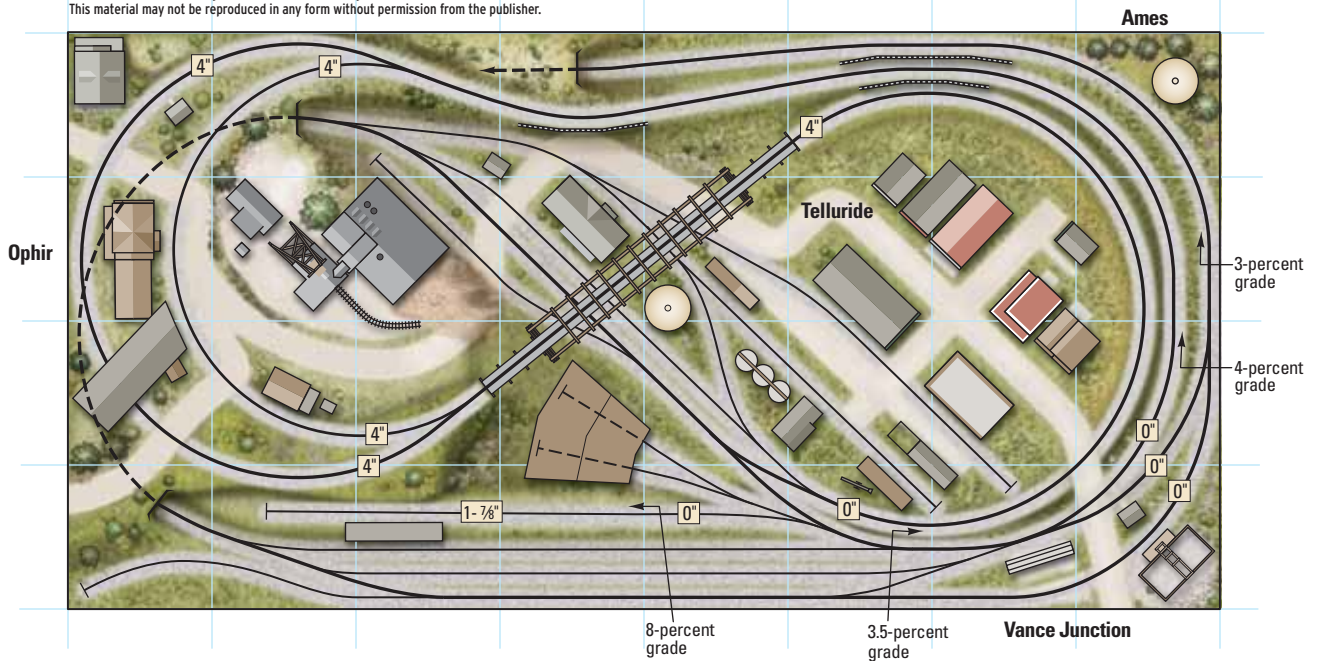 This material may not be reproduced in any form without permission from the publisher.
Ames
4"
4"
4"
Telluride
Ophir
3-percent
grade
4-percent
grade
4"
4"
0"
0"
0"
1-⅞"
0"
0"
8-percent
grade
3.5-percent
grade
Vance Junction